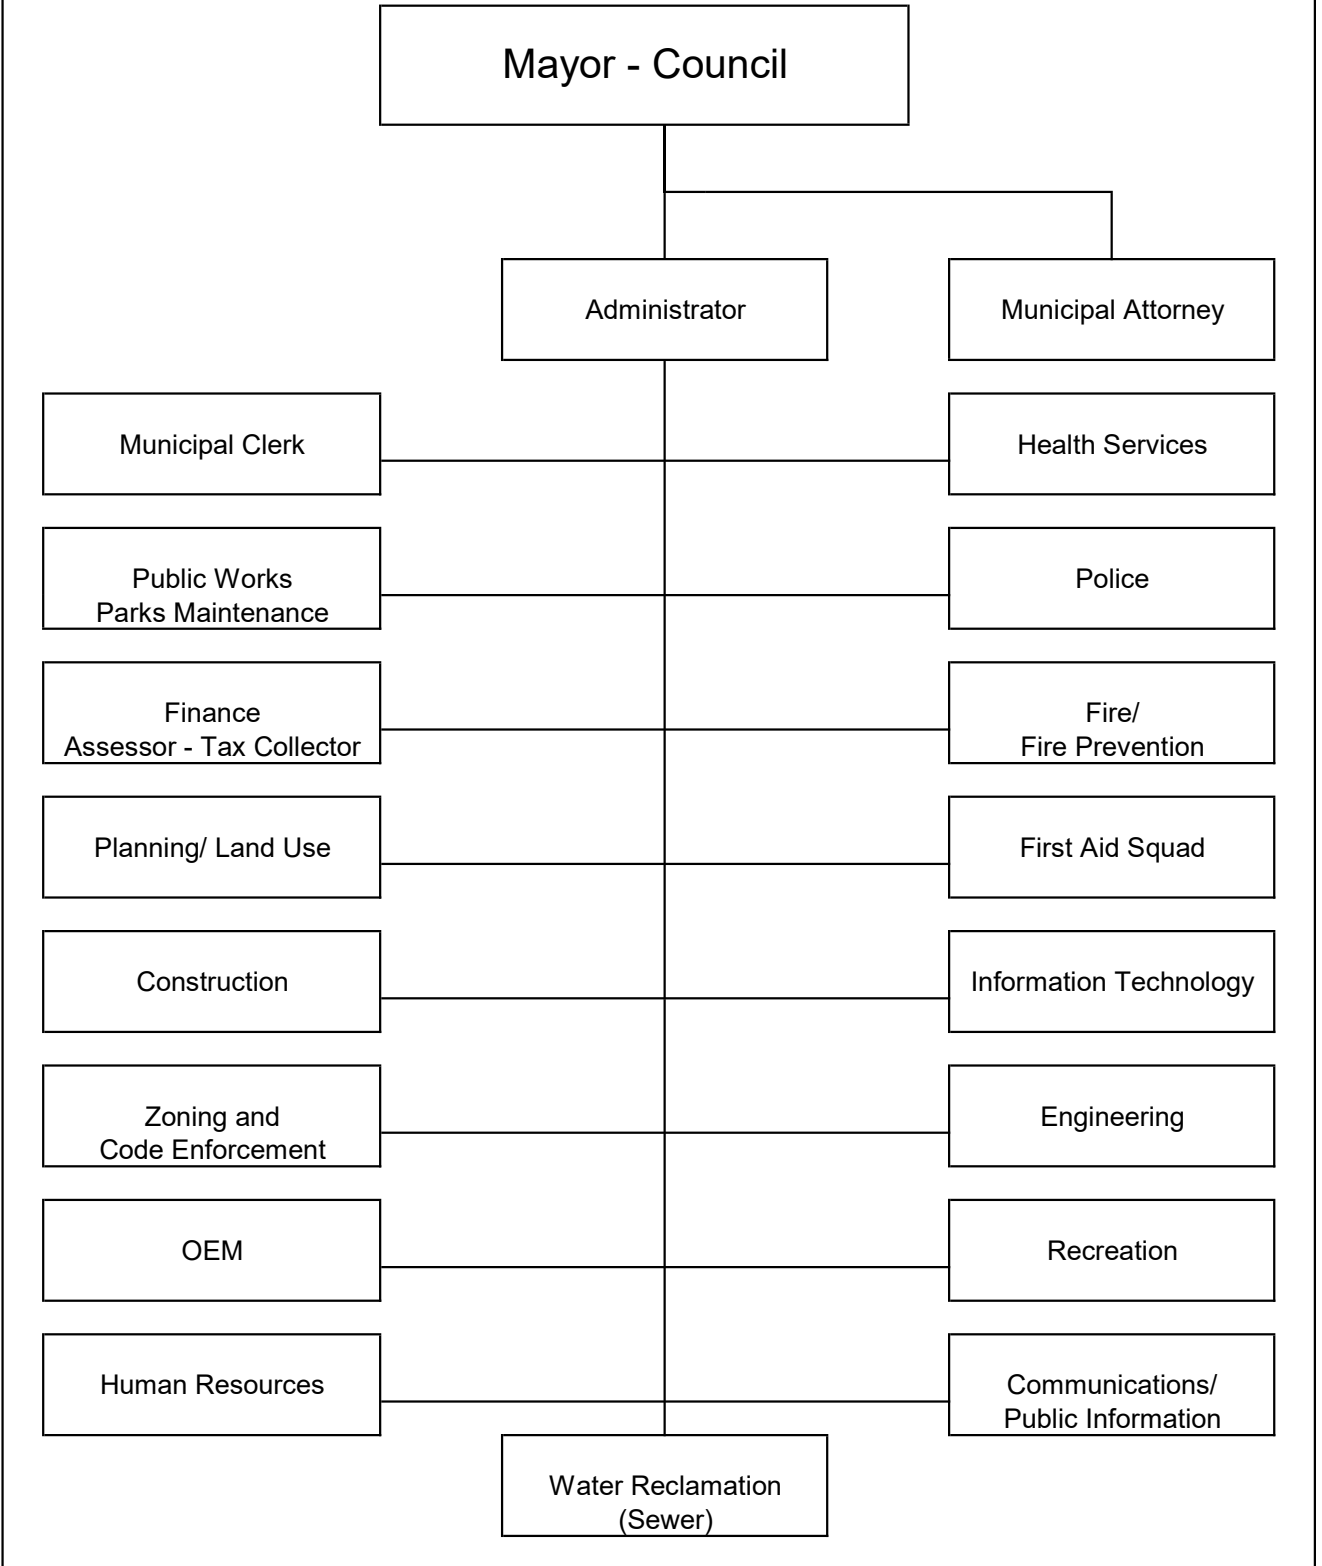 Mayor - Council
Administrator
Municipal Attorney
Municipal Clerk
Health Services
Public Works
Parks Maintenance
Police
Finance
Assessor - Tax Collector
Fire/
Fire Prevention
Planning/ Land Use
First Aid Squad
Construction
Information Technology
Zoning and
Code Enforcement
Engineering
OEM
Recreation
Human Resources
Communications/
Public Information
Water Reclamation
(Sewer)